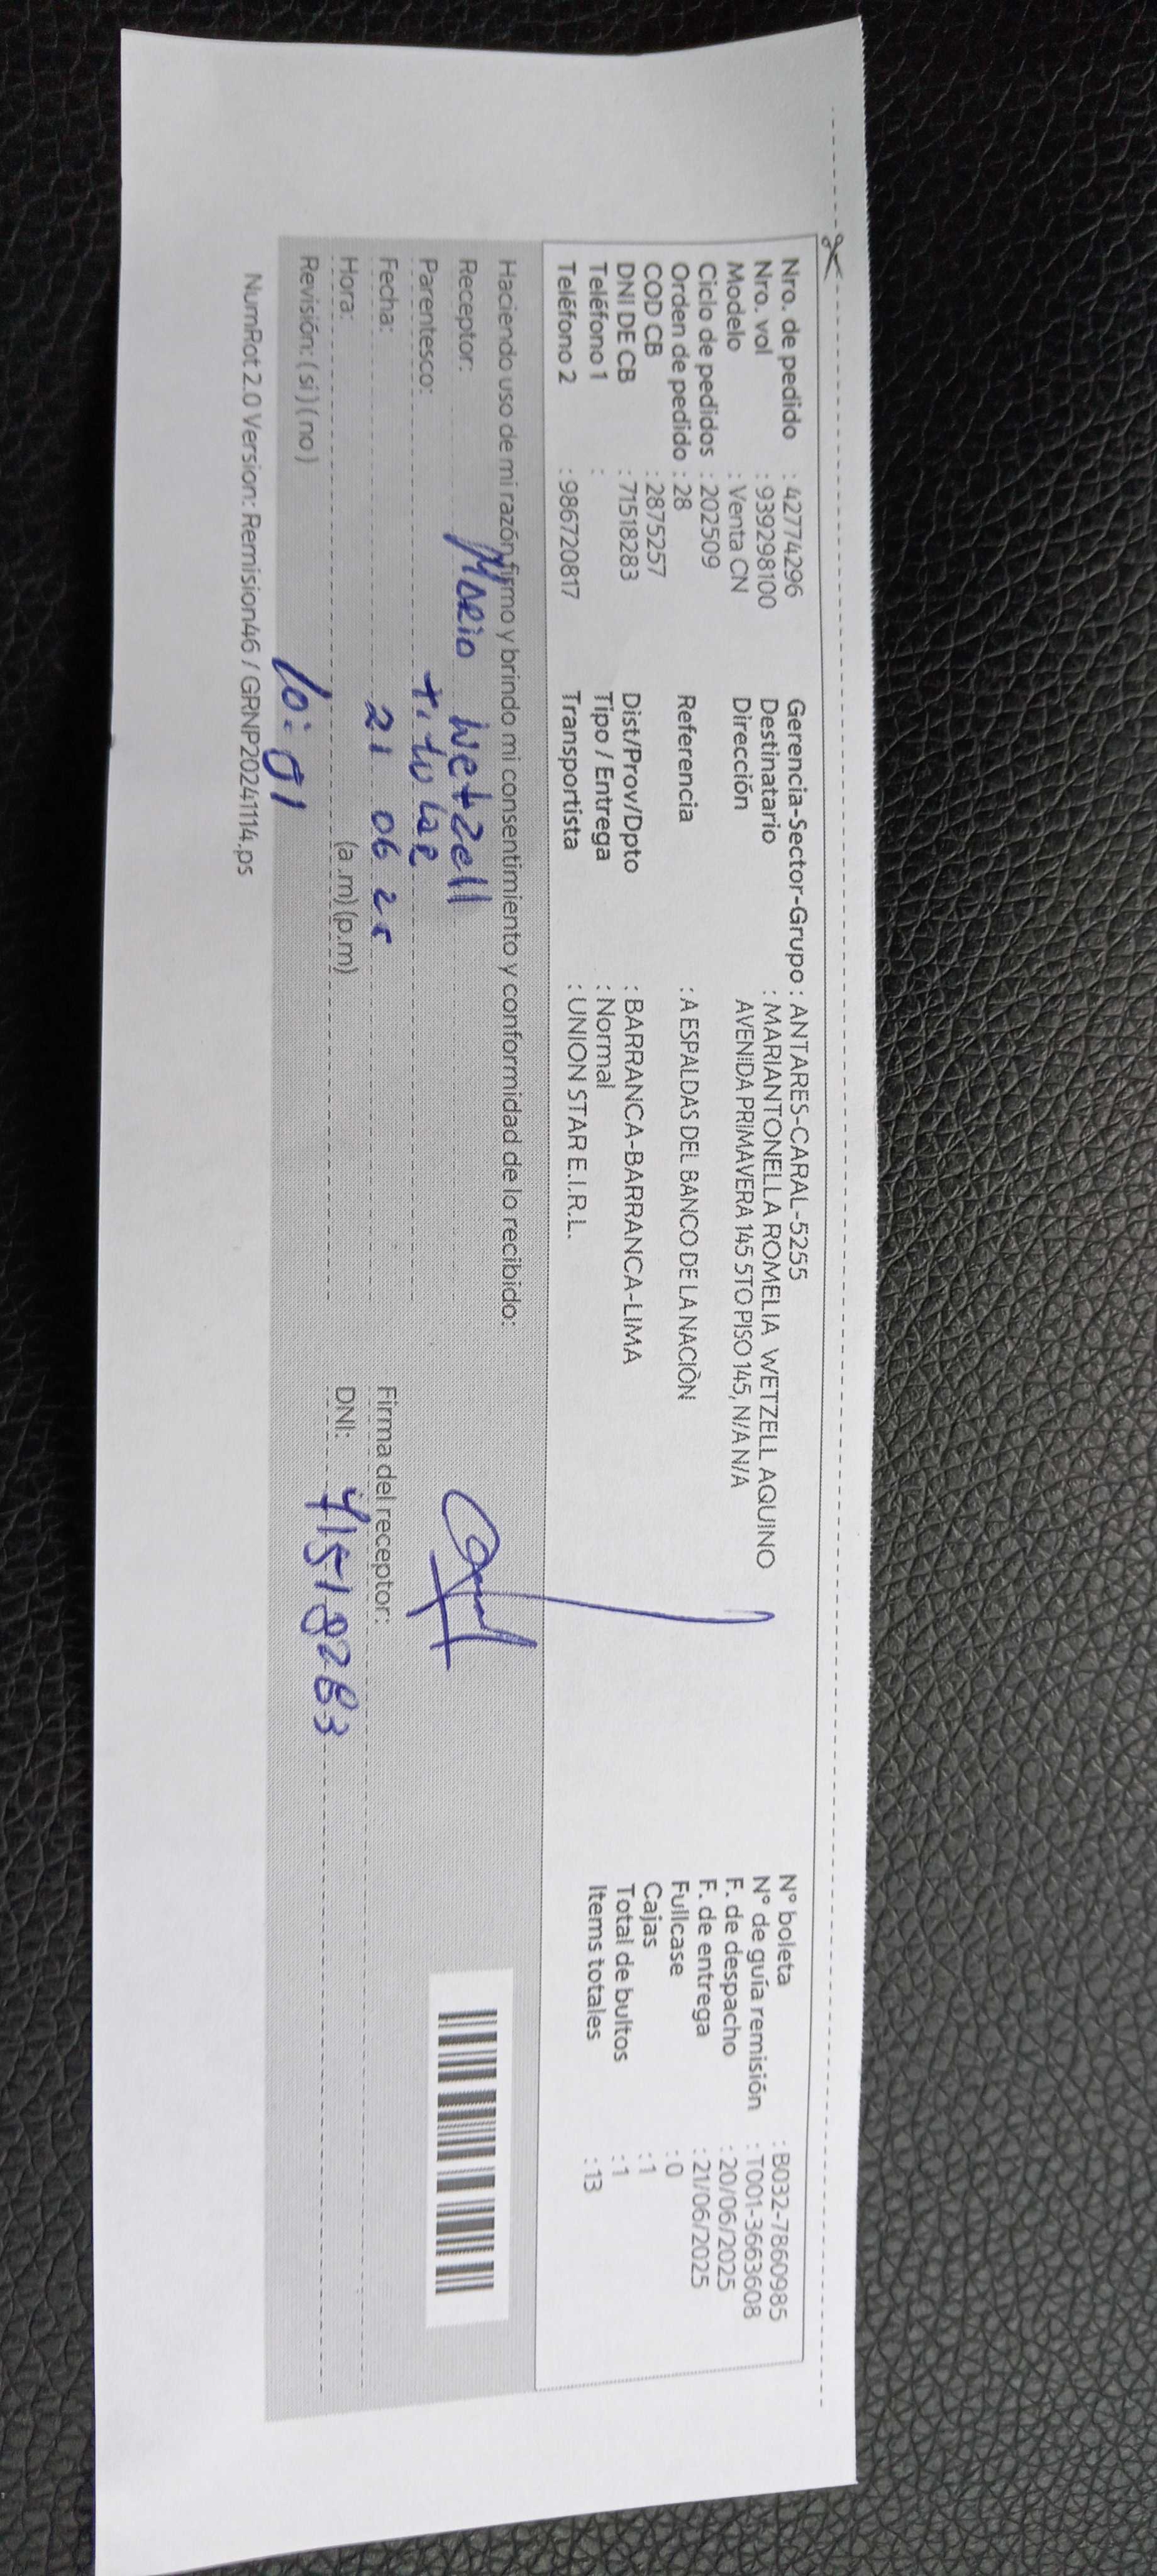 Nro. de pedido : 42774296
Nro. vol : 939298100
Modelo : Venta CN
Ciclo de pedidos : 202509
Orden de pedido : 28
COD CB : 2875257
DNI DE CB : 71518283
Teléfono 1 :
Teléfono 2 : 986720817
Gerencia-Sector-Grupo : ANTARES-CARAL-5255
Destinatario : MARIANTONELLA ROMELIA WETZELL AQUINO
Dirección AVENIDA PRIMAVERA 145 5TO PISO 145, N/A N/A
Referencia : A ESPALDAS DEL BANCO DE LA NACIÒN
Dist/Prov/Dpto : BARRANCA-BARRANCA-LIMA
Tipo / Entrega : Normal
Transportista : UNION STAR E.I.R.L.
N° boleta : B032-7860985
N° de guía remisión : T001-3663608
F. de despacho : 20/06/2025
F. de entrega : 21/06/2025
Fullcase : 0
Cajas : 1
Total de bultos : 1
Items totales : 13
Haciendo uso de mi razón firmo y brindo mi consentimiento y conformidad de lo recibido:
Receptor: Mario Wetzell
Parentesco: titular
Fecha: 21 06 25
Hora: (a.m) (p.m)
Revisión: ( si ) ( no ) 10:01
Firma del receptor:
DNI: 71518283
NumRot 2.0 Version: Remision46 / GRNP20241114.ps